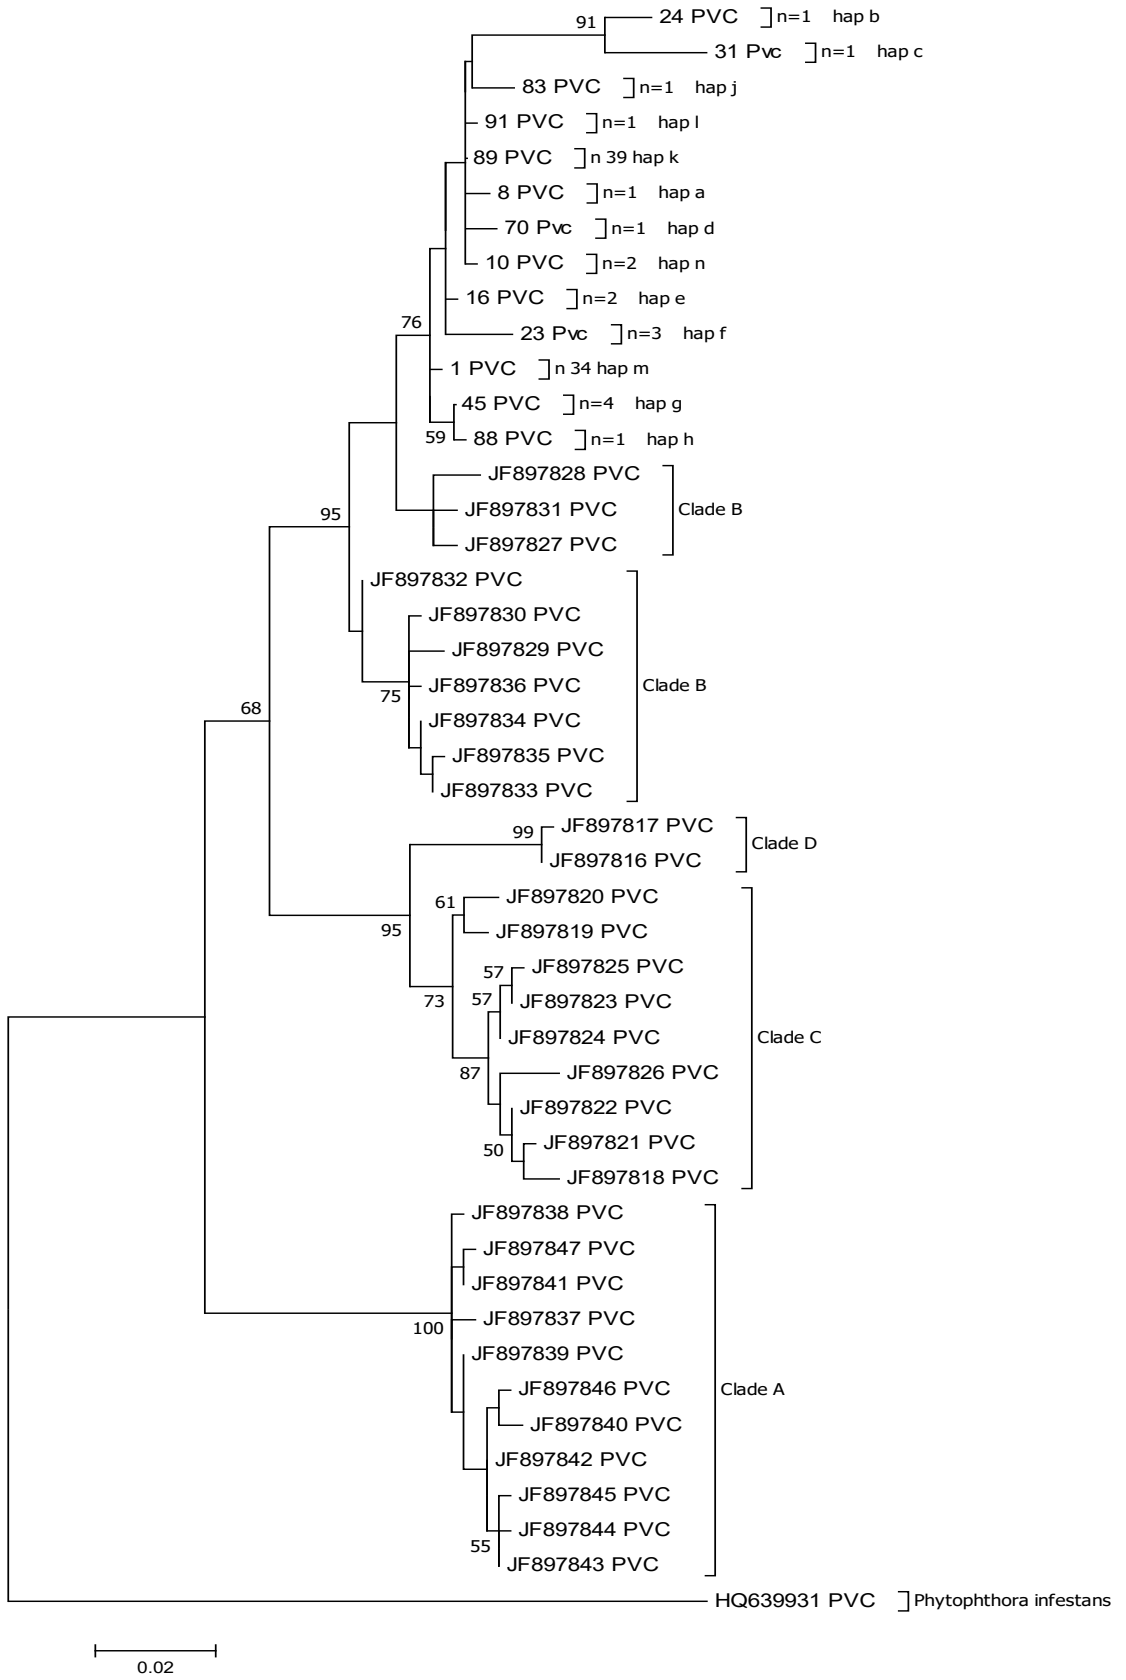 24 PVC n=1 hap b
91
31 Pvc n=1 hap c
83 PVC n=1 hap j
91 PVC n=1 hap l
89 PVC n 39 hap k
8 PVC n=1 hap a
70 Pvc n=1 hap d
10 PVC n=2 hap n
16 PVC n=2 hap e
76
23 Pvc n=3 hap f
1 PVC n 34 hap m
45 PVC n=4 hap g
59
88 PVC n=1 hap h
JF897828 PVC
JF897831 PVC
Clade B
JF897827 PVC
95
JF897832 PVC
JF897830 PVC
JF897829 PVC
JF897836 PVC
Clade B
75
68
JF897834 PVC
JF897835 PVC
JF897833 PVC
99
JF897817 PVC
Clade D
JF897816 PVC
61
JF897820 PVC
95
JF897819 PVC
57
JF897825 PVC
73
57
JF897823 PVC
JF897824 PVC
Clade C
87
JF897826 PVC
JF897822 PVC
50
JF897821 PVC
JF897818 PVC
JF897838 PVC
JF897847 PVC
JF897841 PVC
100
JF897837 PVC
JF897839 PVC
JF897846 PVC
Clade A
JF897840 PVC
JF897842 PVC
JF897845 PVC
JF897844 PVC
55
JF897843 PVC
HQ639931 PVC Phytophthora infestans
0.02